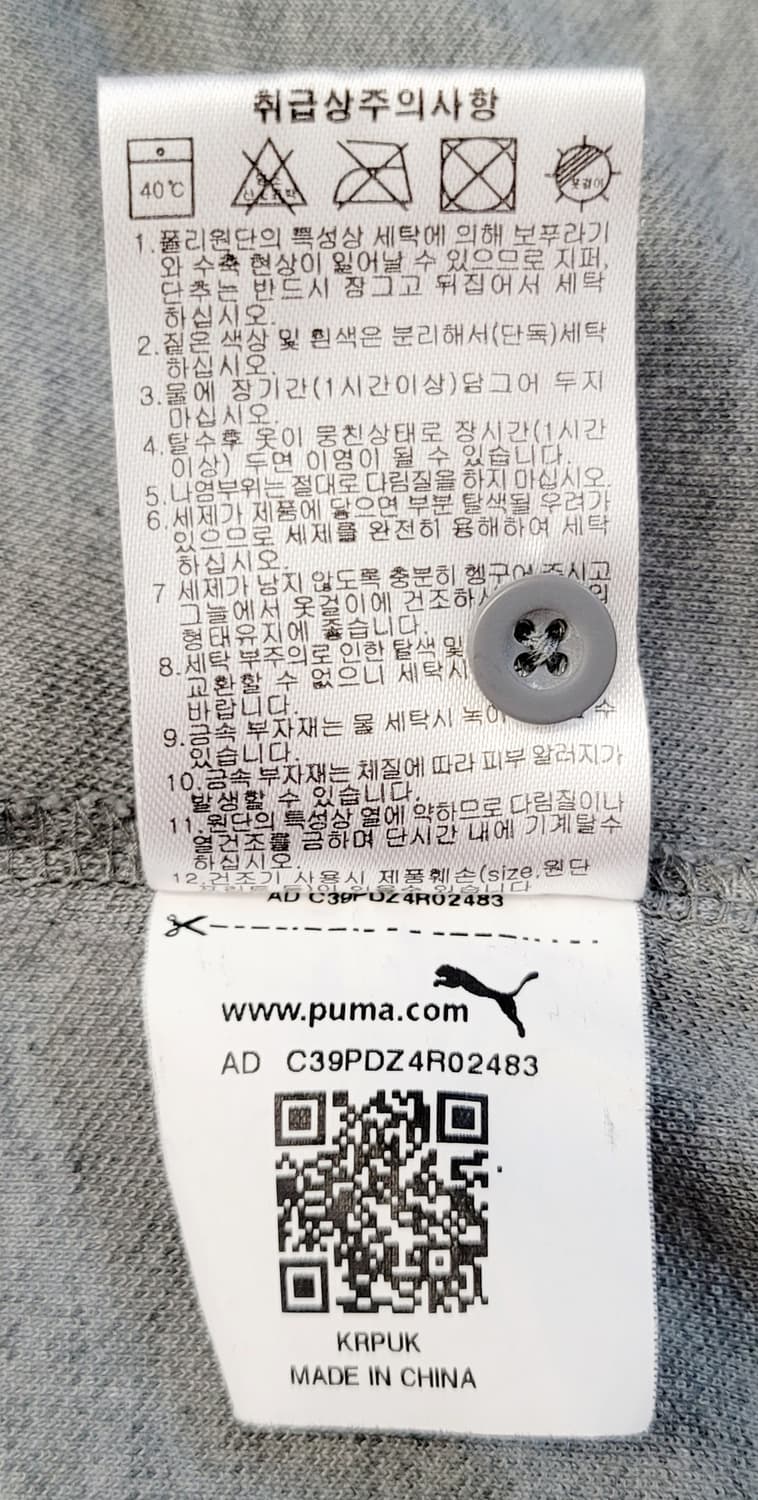 취급상주의사항
40℃ 옷걸이
1. 폴리원단의 특성상 세탁에 의해 보푸라기
와 수축 현상이 일어날 수 있으므로 지퍼,
단추는 반드시 잠그고 뒤집어서 세탁
하십시오.
2. 짙은 색상 및 흰색은 분리해서(단독)세탁
하십시오.
3. 물에 장기간(1시간이상)담그어 두지
마십시오.
4. 탈수후 옷이 뭉친상태로 장시간(1시간
이상) 두면 이염이 될 수 있습니다.
5. 나염부위는 절대로 다림질을 하지 마십시오.
6. 세제가 제품에 닿으면 부분 탈색될 우려가
있으므로 세제를 완전히 용해하여 세탁
하십시오.
7 세제가 남지 않도록 충분히 헹구어 주시고
그늘에서 옷걸이에 건조하
형태유지에 좋습니다.
8. 세탁 부주의로 인한 탈색 및
교환할 수 없으니 세탁시
바랍니다.
9. 금속 부자재는 물 세탁시 녹이 수
있습니다.
10. 금속 부자재는 체질에 따라 피부 알러지가
발생할 수 있습니다.
11. 원단의 특성상 열에 약하므로 다림질이나
열건조를 금하며 단시간 내에 기계탈수
하십시오.
12. 건조기 사용시 제품훼손(size, 원단
AD C39PDZ4R02483
www.puma.com
AD C39PDZ4R02483
KRPUK
MADE IN CHINA